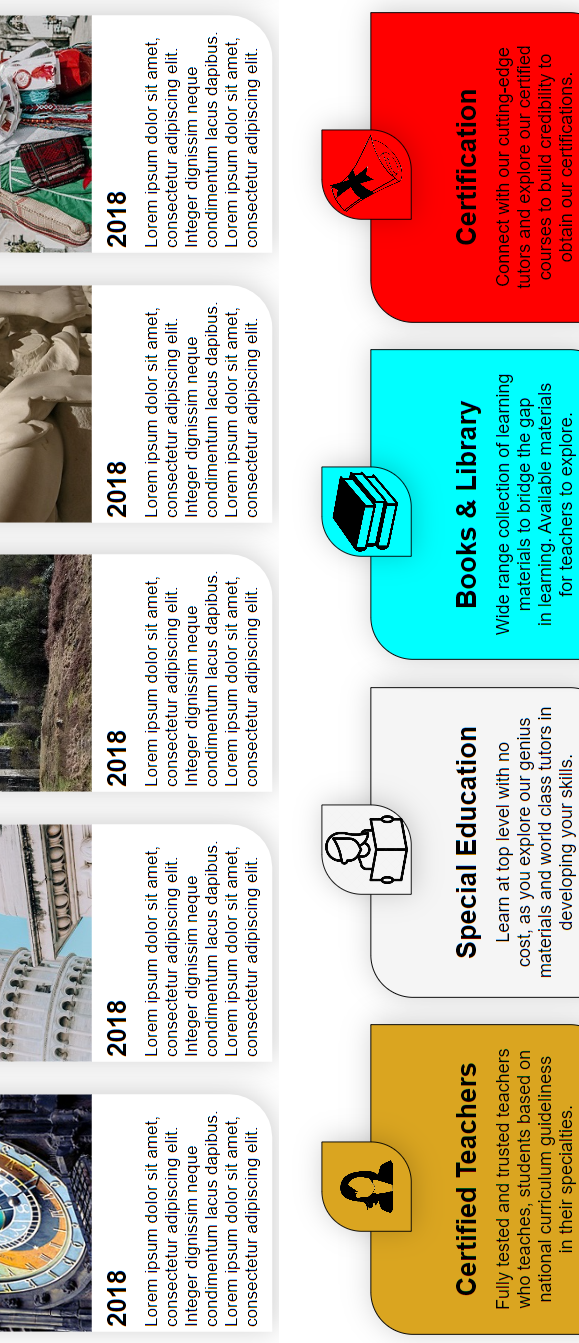 2018
Lorem ipsum dolor sit amet,
consectetur adipiscing elit.
Integer dignissim neque
condimentum lacus dapibus.
Lorem ipsum dolor sit amet,
consectetur adipiscing elit.
2018
Lorem ipsum dolor sit amet,
consectetur adipiscing elit.
Integer dignissim neque
condimentum lacus dapibus.
Lorem ipsum dolor sit amet,
consectetur adipiscing elit.
2018
Lorem ipsum dolor sit amet,
consectetur adipiscing elit.
Integer dignissim neque
condimentum lacus dapibus.
Lorem ipsum dolor sit amet,
consectetur adipiscing elit.
2018
Lorem ipsum dolor sit amet,
consectetur adipiscing elit.
Integer dignissim neque
condimentum lacus dapibus.
Lorem ipsum dolor sit amet,
consectetur adipiscing elit.
2018
Lorem ipsum dolor sit amet,
consectetur adipiscing elit.
Integer dignissim neque
condimentum lacus dapibus.
Lorem ipsum dolor sit amet,
consectetur adipiscing elit.
Certified Teachers
Fully tested and trusted teachers
who teaches, students based on
national curriculum guideliness
in their specialties.
Special Education
Learn at top level with no
cost, as you explore our genius
materials and world class tutors in
developing your skills.
Books & Library
Wide range collection of learning
materials to bridge the gap
in learning. Available materials
for teachers to explore.
Certification
Connect with our cutting-edge
tutors and explore our certified
courses to build credibility to
obtain our certifications.